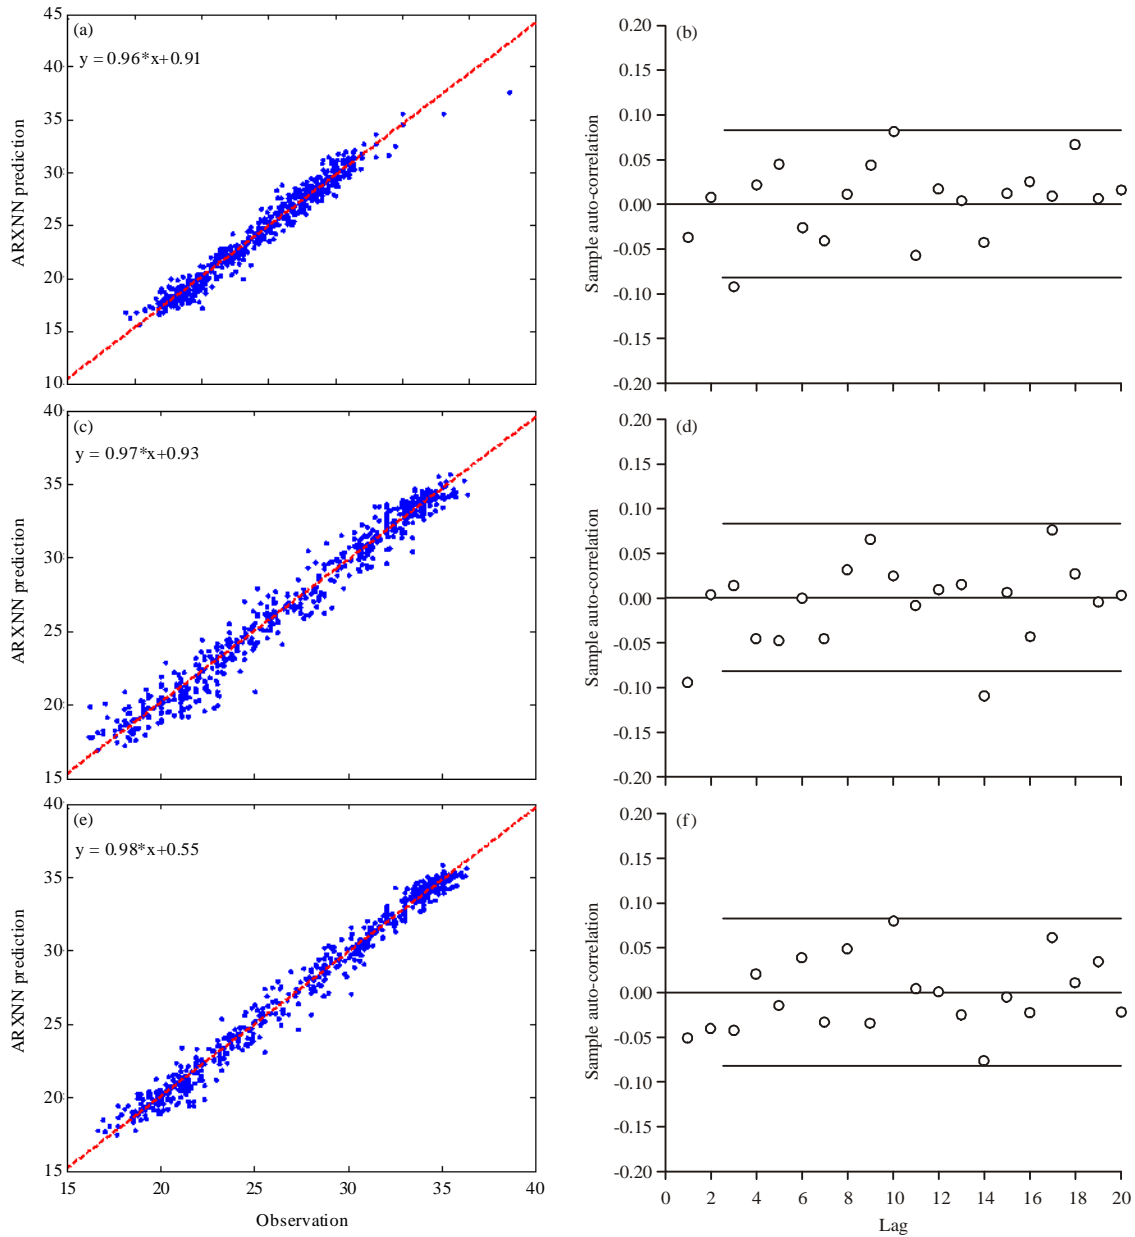 (a)
y = 0.96*x+0.91
45
40
35
30
25
20
15
10
ARXNN prediction
(b)
0.20
0.15
0.10
0.05
0.00
-0.05
-0.10
-0.15
-0.20
Sample auto-correlation
(c)
y = 0.97*x+0.93
40
35
30
25
20
15
ARXNN prediction
(d)
0.20
0.15
0.10
0.05
0.00
-0.05
-0.10
-0.15
-0.20
Sample auto-correlation
(e)
y = 0.98*x+0.55
40
35
30
25
20
15
ARXNN prediction
15 20 25 30 33 40
Observation
(f)
0.20
0.15
0.10
0.05
0.00
-0.05
-0.10
-0.15
-0.20
Sample auto-correlation
0 2 4 6 8 10 12 14 16 18 20
Lag